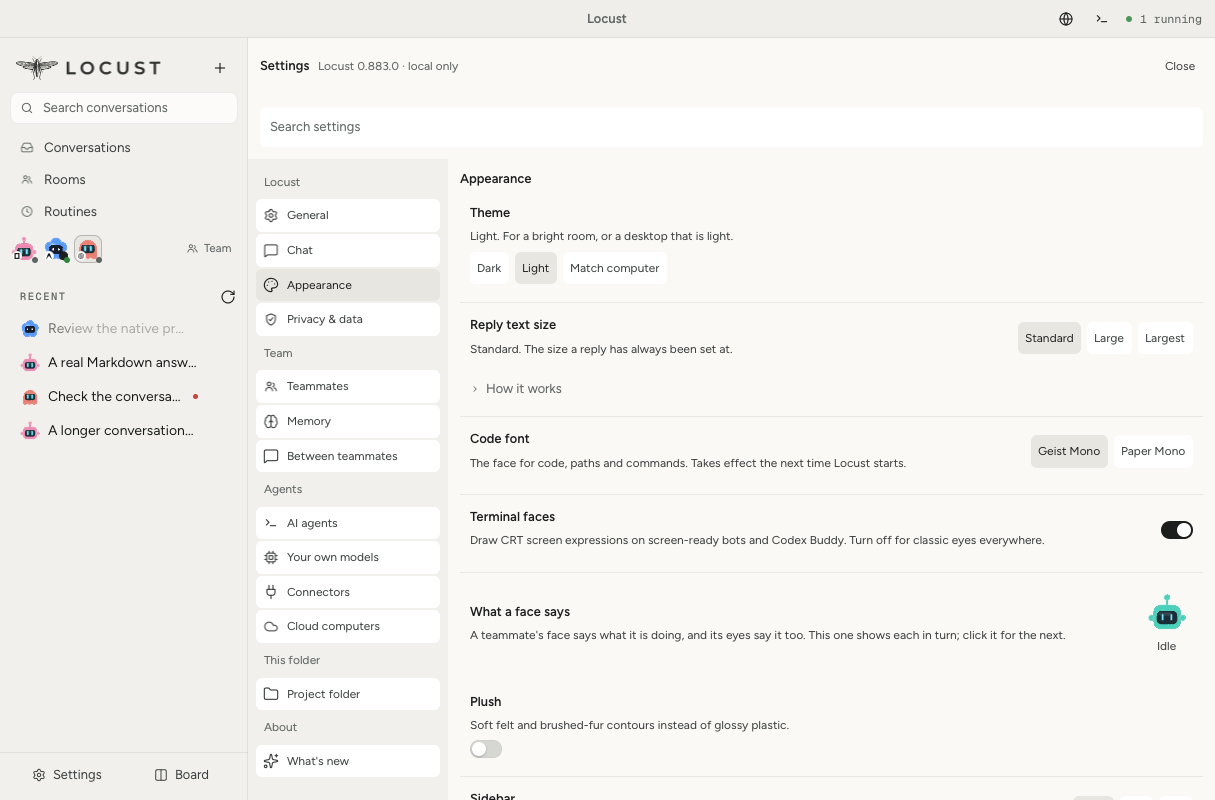 Locust
1 running
LOCUST
Search conversations
Conversations
Rooms
Routines
Team
RECENT
Review the native pr...
A real Markdown answ...
Check the conversa...
A longer conversation...
Settings
Board
Settings Locust 0.883.0 · local only
Close
Search settings
Locust
General
Chat
Appearance
Privacy & data
Team
Teammates
Memory
Between teammates
Agents
AI agents
Your own models
Connectors
Cloud computers
This folder
Project folder
About
What's new
Appearance
Theme
Light. For a bright room, or a desktop that is light.
Dark Light Match computer
Reply text size
Standard. The size a reply has always been set at.
Standard Large Largest
How it works
Code font
The face for code, paths and commands. Takes effect the next time Locust starts.
Geist Mono Paper Mono
Terminal faces
Draw CRT screen expressions on screen-ready bots and Codex Buddy. Turn off for classic eyes everywhere.
What a face says
A teammate's face says what it is doing, and its eyes say it too. This one shows each in turn; click it for the next.
Idle
Plush
Soft felt and brushed-fur contours instead of glossy plastic.
Sidebar